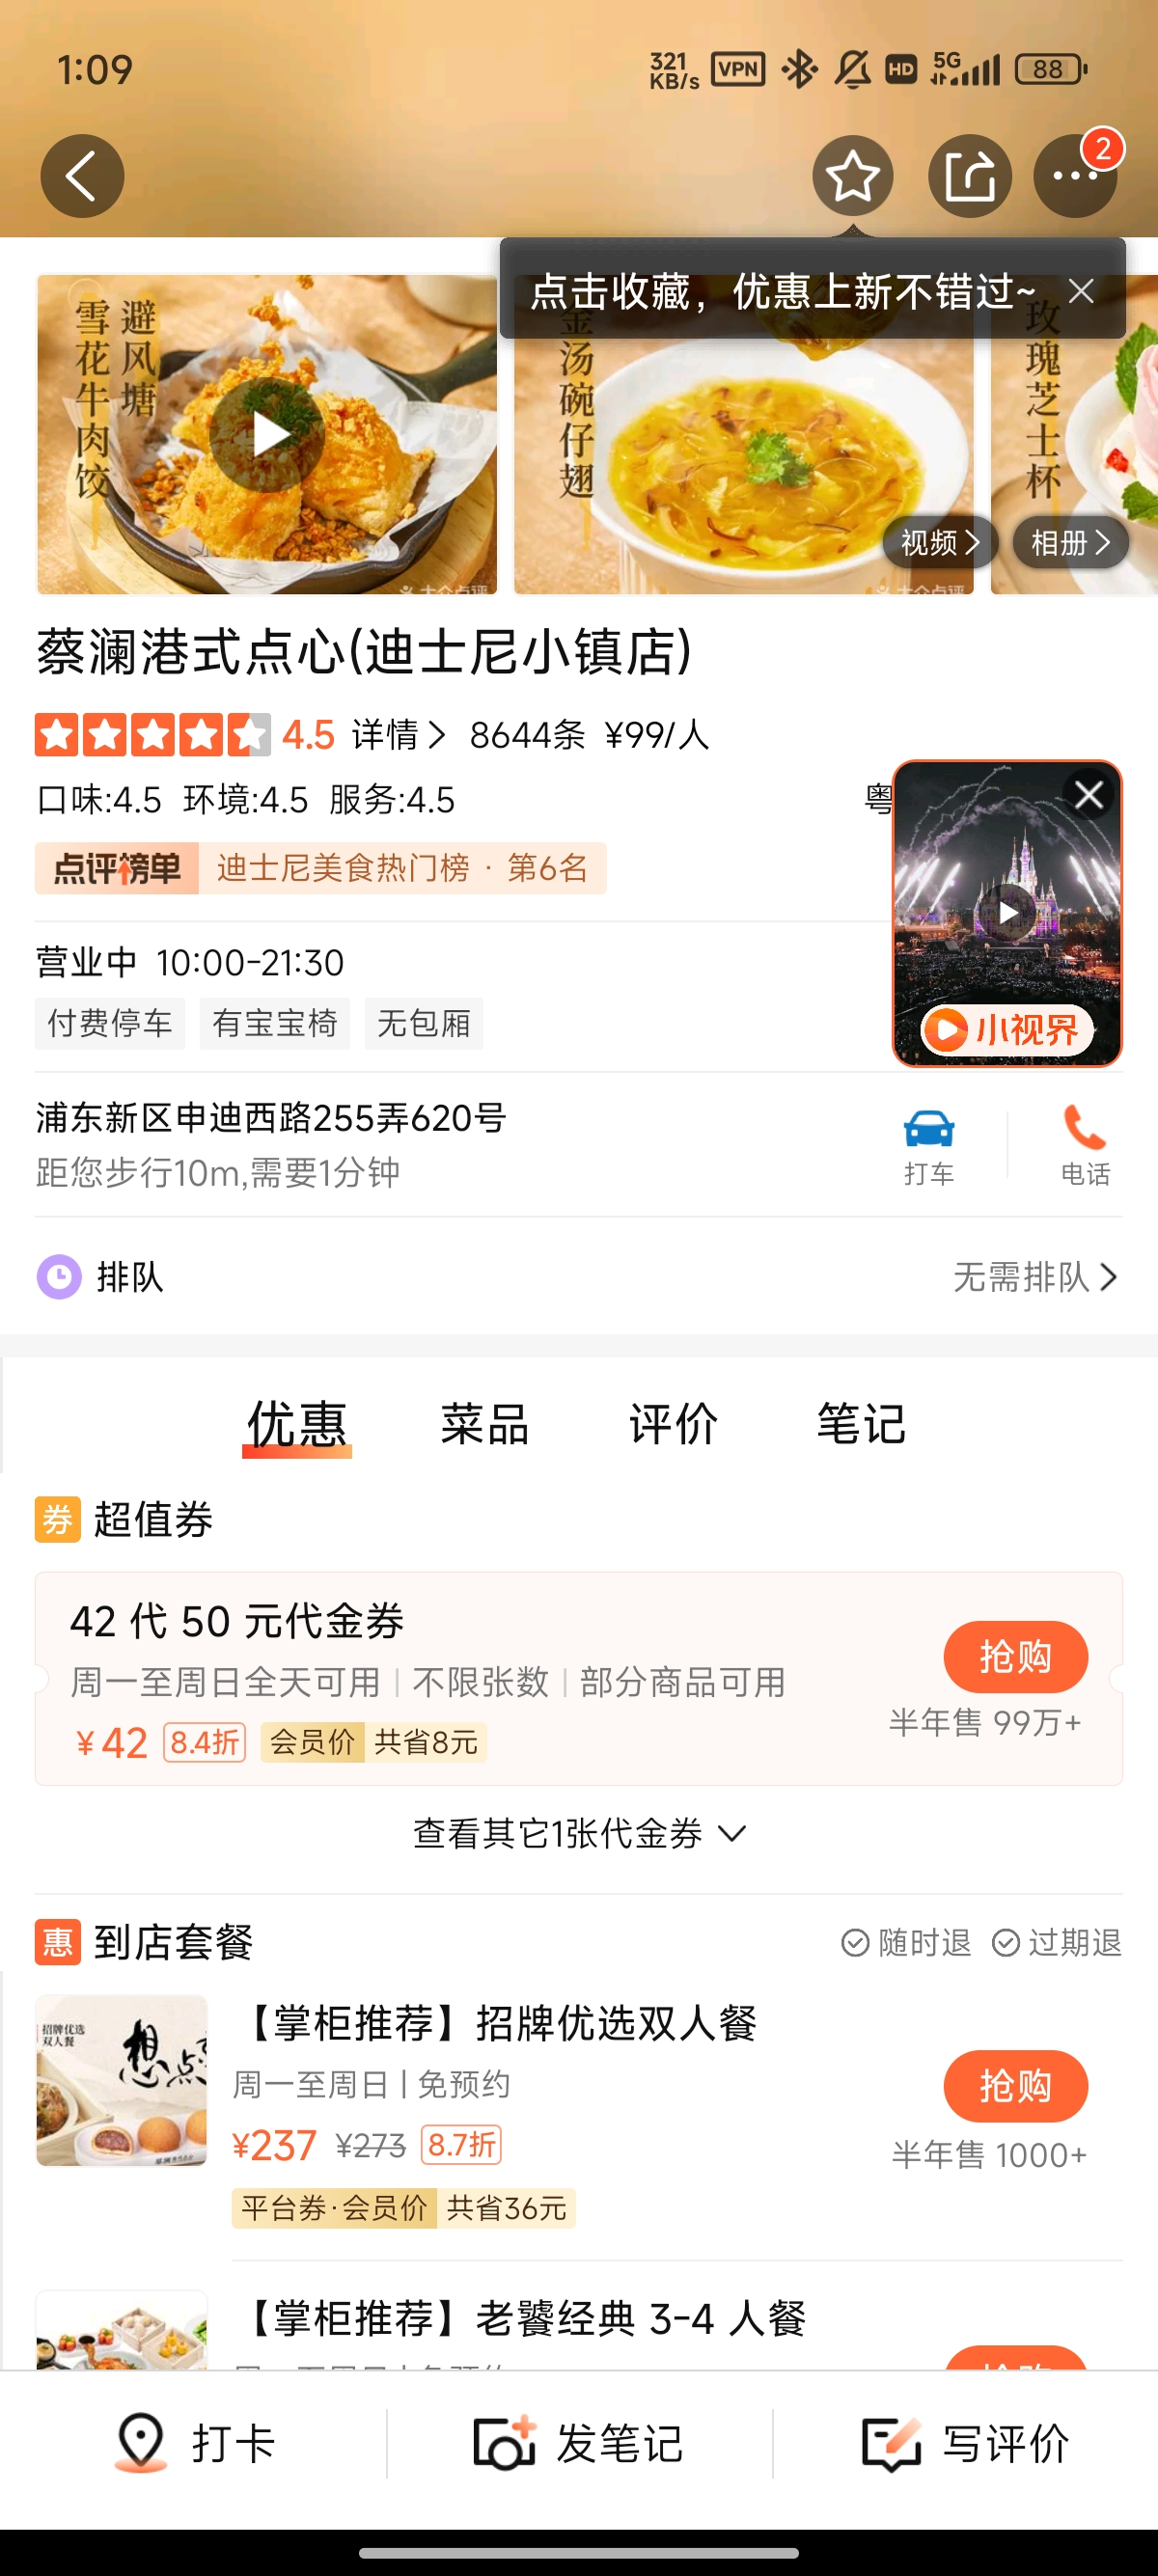 1:09
321 KB/s VPN HD 5G 88
2
点击收藏，优惠上新不错过~
避风塘
雪花牛肉饺
金汤碗仔翅
玫瑰芝士杯
视频
相册
蔡澜港式点心(迪士尼小镇店)
4.5 详情 8644条 ¥99/人
口味:4.5 环境:4.5 服务:4.5
粤
点评榜单 迪士尼美食热门榜 · 第6名
小视界
营业中 10:00-21:30
付费停车 有宝宝椅 无包厢
浦东新区申迪西路255弄620号
距您步行10m,需要1分钟
打车 电话
排队 无需排队
优惠 菜品 评价 笔记
券 超值券
42 代 50 元代金券
周一至周日全天可用 | 不限张数 | 部分商品可用
¥42 8.4折 会员价 共省8元
抢购
半年售 99万+
查看其它1张代金券
惠 到店套餐 随时退 过期退
招牌优选
双人餐
想点
【掌柜推荐】招牌优选双人餐
周一至周日 | 免预约
¥237 ¥273 8.7折
平台券·会员价 共省36元
抢购
半年售 1000+
【掌柜推荐】老饕经典 3-4 人餐
打卡 发笔记 写评价